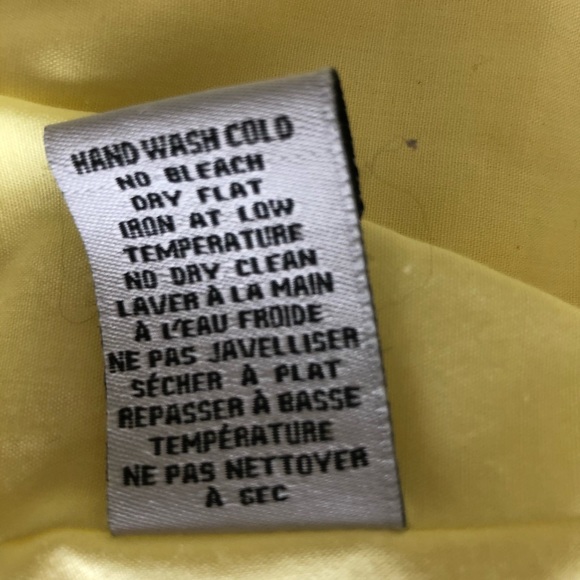 HAND WASH COLD
NO BLEACH
DRY FLAT
IRON AT LOW
TEMPERATURE
NO DRY CLEAN
LAVER À LA MAIN
À L'EAU FROIDE
NE PAS JAVELLISER
SÉCHER À PLAT
REPASSER À BASSE
TEMPÉRATURE
NE PAS NETTOYER
À SEC